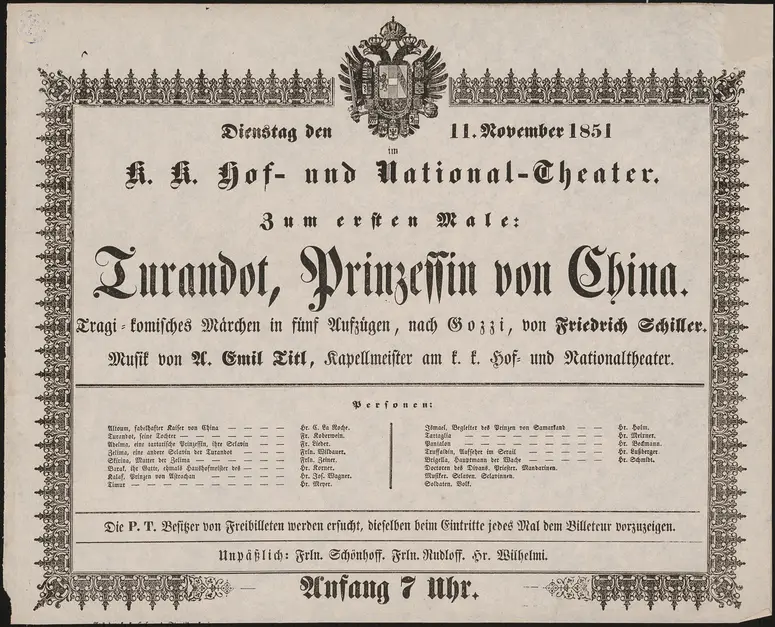 Dienstag den 11. November 1851
im
K. K. Hof- und National-Theater.
Zum ersten Male:
Turandot, Prinzessin von China.
Tragi-komisches Märchen in fünf Aufzügen, nach Gozzi, von Friedrich Schiller.
Musik von A. Emil Titl, Kapellmeister am k. k. Hof- und Nationaltheater.
Personen:
Altoum, fabelhafter Kaiser von China — Hr. C. La Roche.
Turandot, seine Tochter — Fr. Koberwein.
Adelma, eine tartarische Prinzessin, ihre Sclavin — Fr. Lieder.
Zelima, eine andere Sclavin der Turandot — Frln. Wildauer.
Skirina, Mutter der Zelima — Frln. Zeiner.
Barak, ihr Gatte, ehmals Haushofmeister des — Hr. Korner.
Kalaf, Prinzen von Astrachan — Hr. Jos. Wagner.
Timur — Hr. Meyer.
Ismael, Begleiter des Prinzen von Samarkand — Hr. Holm.
Tartaglia — Hr. Meixner.
Pantalon — Hr. Beckmann.
Truffaldin, Aufseher im Serail — Hr. Lußberger.
Brigella, Hauptmann der Wache — Hr. Schmidt.
Doctoren des Divans. Priester. Mandarinen.
Musiker. Sclaven. Sclavinnen.
Soldaten. Volk.
Die P. T. Besitzer von Freibilleten werden ersucht, dieselben beim Eintritte jedes Mal dem Billeteur vorzuzeigen.
Unpäßlich: Frln. Schönhoff. Frln. Rudloff. Hr. Wilhelmi.
Anfang 7 Uhr.